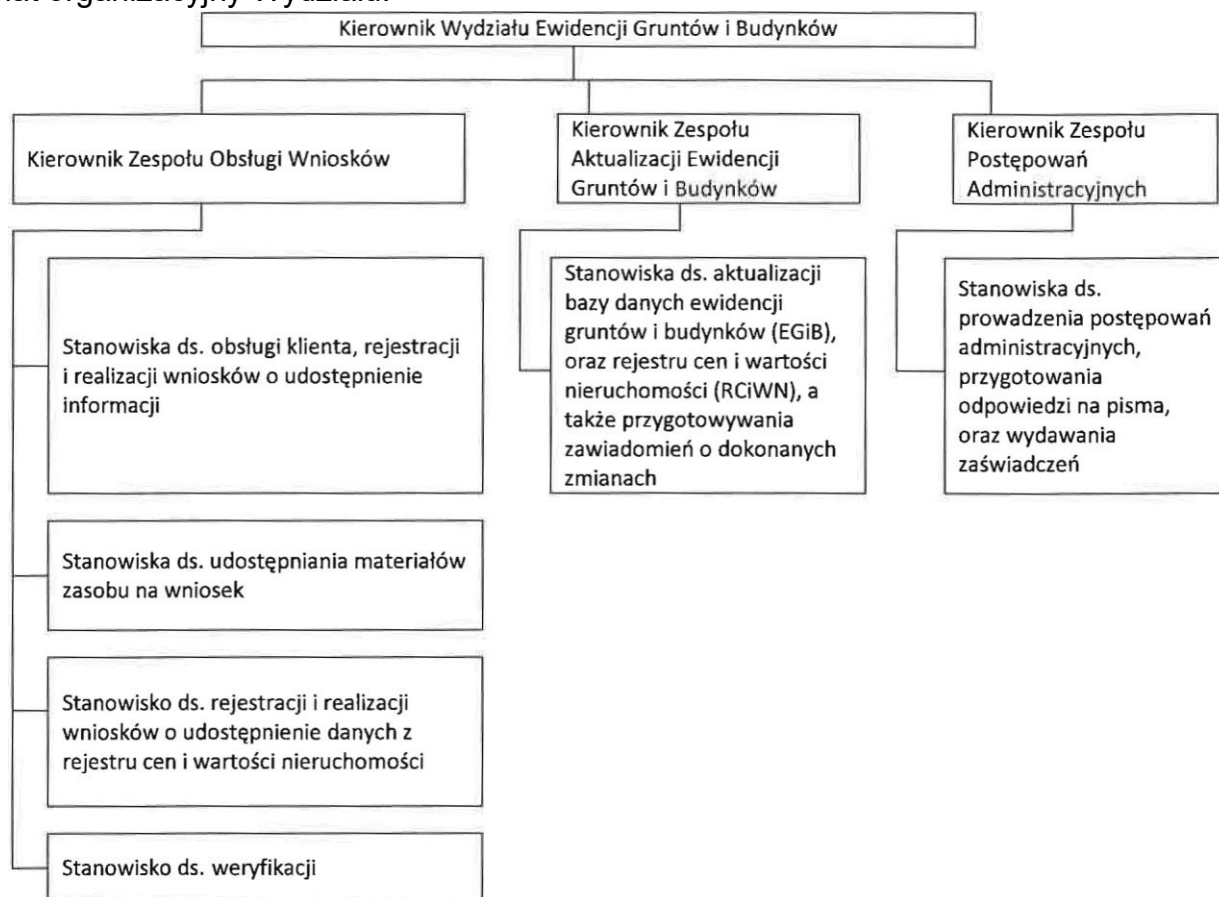 organizacyjny Wydziału.
Kierownik Wydziału Ewidencji Gruntów i Budynków
Kierownik Zespołu Obsługi Wniosków
Kierownik Zespołu
Aktualizacji Ewidencji
Gruntów i Budynków
Kierownik Zespołu
Postępowań
Administracyjnych
Stanowiska ds. obsługi klienta, rejestracji
i realizacji wniosków o udostępnienie
informacji
Stanowiska ds. udostępniania materiałów
zasobu na wniosek
Stanowisko ds. rejestracji i realizacji
wniosków o udostępnienie danych z
rejestru cen i wartości nieruchomości
Stanowisko ds. weryfikacji
Stanowiska ds. aktualizacji
bazy danych ewidencji
gruntów i budynków (EGiB),
oraz rejestru cen i wartości
nieruchomości (RCiWN), a
także przygotowywania
zawiadomień o dokonanych
zmianach
Stanowiska ds.
prowadzenia postępowań
administracyjnych,
przygotowania
odpowiedzi na pisma,
oraz wydawania
zaświadczeń